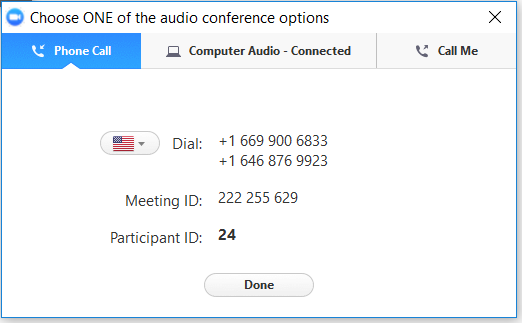 Choose ONE of the audio conference options
Phone Call
Computer Audio - Connected
Call Me
Dial: +1 669 900 6833
+1 646 876 9923
Meeting ID: 222 255 629
Participant ID: 24
Done